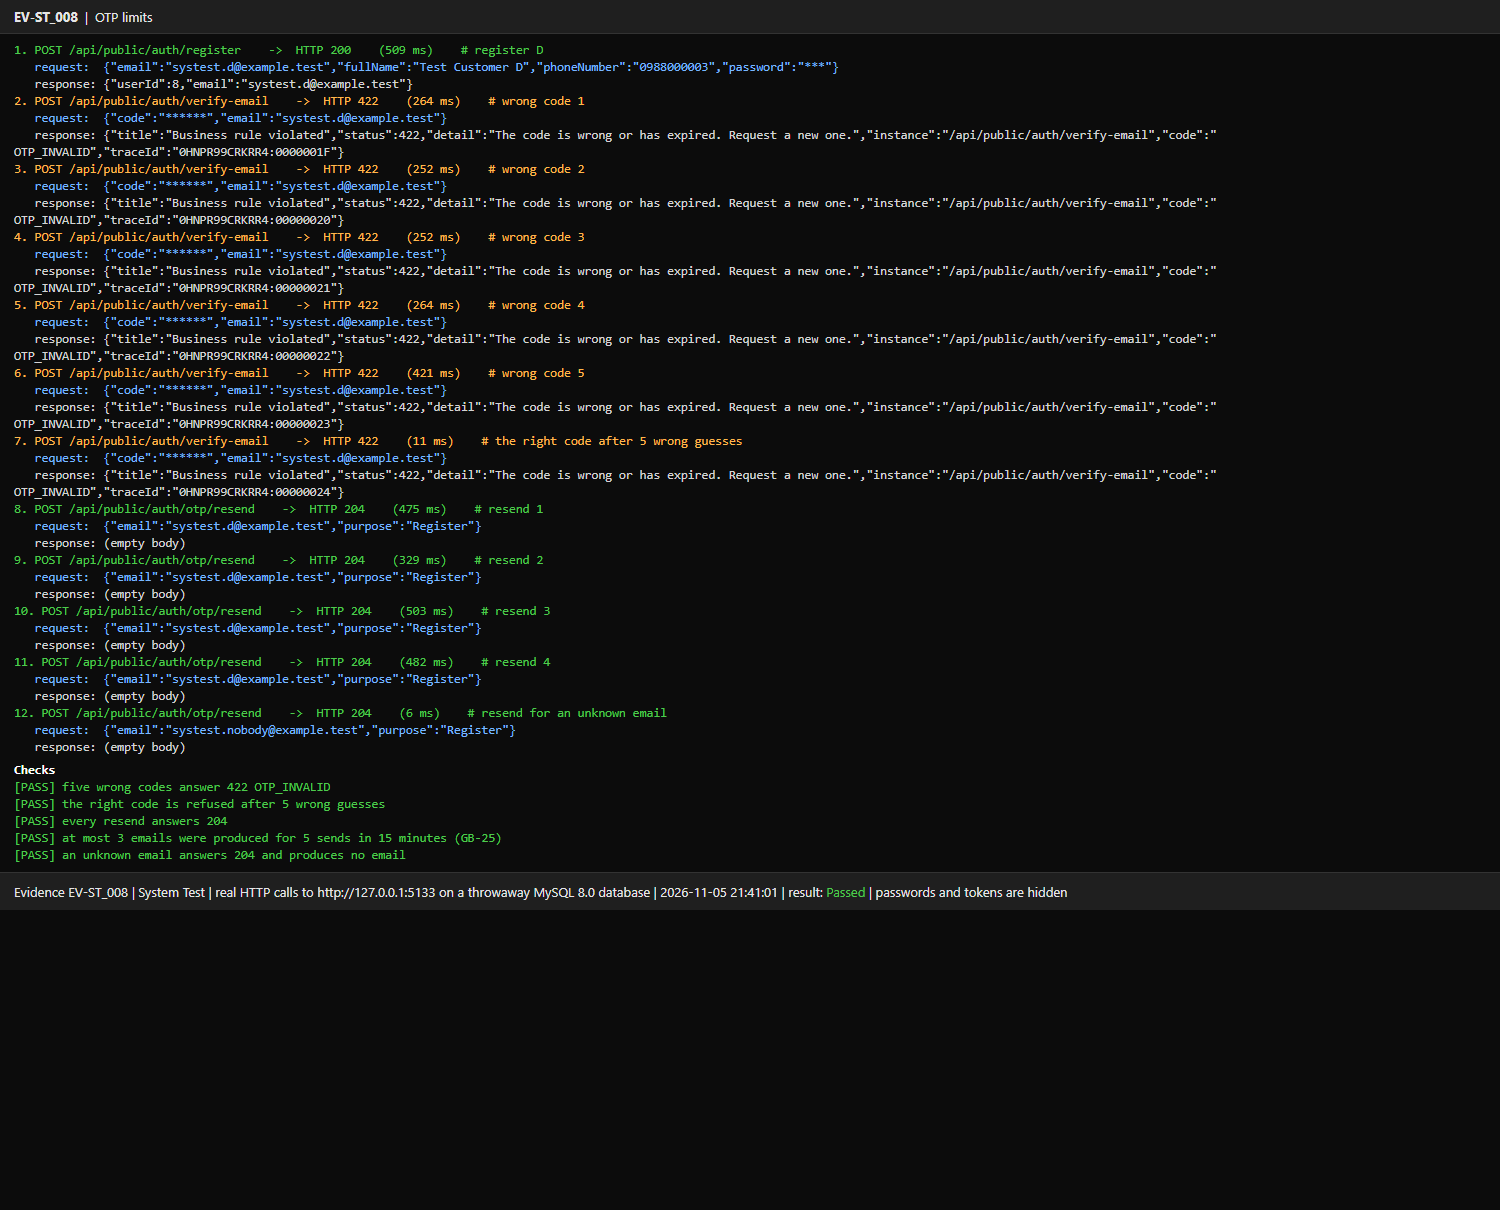 EV-ST_008 | OTP limits
1. POST /api/public/auth/register -> HTTP 200 (509 ms) # register D
request: {"email":"systest.d@example.test","fullName":"Test Customer D","phoneNumber":"0988000003","password":"***"}
response: {"userId":8,"email":"systest.d@example.test"}
2. POST /api/public/auth/verify-email -> HTTP 422 (264 ms) # wrong code 1
request: {"code":"******","email":"systest.d@example.test"}
response: {"title":"Business rule violated","status":422,"detail":"The code is wrong or has expired. Request a new one.","instance":"/api/public/auth/verify-email","code":"
OTP_INVALID","traceId":"0HNPR99CRKRR4:0000001F"}
3. POST /api/public/auth/verify-email -> HTTP 422 (252 ms) # wrong code 2
request: {"code":"******","email":"systest.d@example.test"}
response: {"title":"Business rule violated","status":422,"detail":"The code is wrong or has expired. Request a new one.","instance":"/api/public/auth/verify-email","code":"
OTP_INVALID","traceId":"0HNPR99CRKRR4:00000020"}
4. POST /api/public/auth/verify-email -> HTTP 422 (252 ms) # wrong code 3
request: {"code":"******","email":"systest.d@example.test"}
response: {"title":"Business rule violated","status":422,"detail":"The code is wrong or has expired. Request a new one.","instance":"/api/public/auth/verify-email","code":"
OTP_INVALID","traceId":"0HNPR99CRKRR4:00000021"}
5. POST /api/public/auth/verify-email -> HTTP 422 (264 ms) # wrong code 4
request: {"code":"******","email":"systest.d@example.test"}
response: {"title":"Business rule violated","status":422,"detail":"The code is wrong or has expired. Request a new one.","instance":"/api/public/auth/verify-email","code":"
OTP_INVALID","traceId":"0HNPR99CRKRR4:00000022"}
6. POST /api/public/auth/verify-email -> HTTP 422 (421 ms) # wrong code 5
request: {"code":"******","email":"systest.d@example.test"}
response: {"title":"Business rule violated","status":422,"detail":"The code is wrong or has expired. Request a new one.","instance":"/api/public/auth/verify-email","code":"
OTP_INVALID","traceId":"0HNPR99CRKRR4:00000023"}
7. POST /api/public/auth/verify-email -> HTTP 422 (11 ms) # the right code after 5 wrong guesses
request: {"code":"******","email":"systest.d@example.test"}
response: {"title":"Business rule violated","status":422,"detail":"The code is wrong or has expired. Request a new one.","instance":"/api/public/auth/verify-email","code":"
OTP_INVALID","traceId":"0HNPR99CRKRR4:00000024"}
8. POST /api/public/auth/otp/resend -> HTTP 204 (475 ms) # resend 1
request: {"email":"systest.d@example.test","purpose":"Register"}
response: (empty body)
9. POST /api/public/auth/otp/resend -> HTTP 204 (329 ms) # resend 2
request: {"email":"systest.d@example.test","purpose":"Register"}
response: (empty body)
10. POST /api/public/auth/otp/resend -> HTTP 204 (503 ms) # resend 3
request: {"email":"systest.d@example.test","purpose":"Register"}
response: (empty body)
11. POST /api/public/auth/otp/resend -> HTTP 204 (482 ms) # resend 4
request: {"email":"systest.d@example.test","purpose":"Register"}
response: (empty body)
12. POST /api/public/auth/otp/resend -> HTTP 204 (6 ms) # resend for an unknown email
request: {"email":"systest.nobody@example.test","purpose":"Register"}
response: (empty body)
Checks
[PASS] five wrong codes answer 422 OTP_INVALID
[PASS] the right code is refused after 5 wrong guesses
[PASS] every resend answers 204
[PASS] at most 3 emails were produced for 5 sends in 15 minutes (GB-25)
[PASS] an unknown email answers 204 and produces no email
Evidence EV-ST_008 | System Test | real HTTP calls to http://127.0.0.1:5133 on a throwaway MySQL 8.0 database | 2026-11-05 21:41:01 | result: Passed | passwords and tokens are hidden